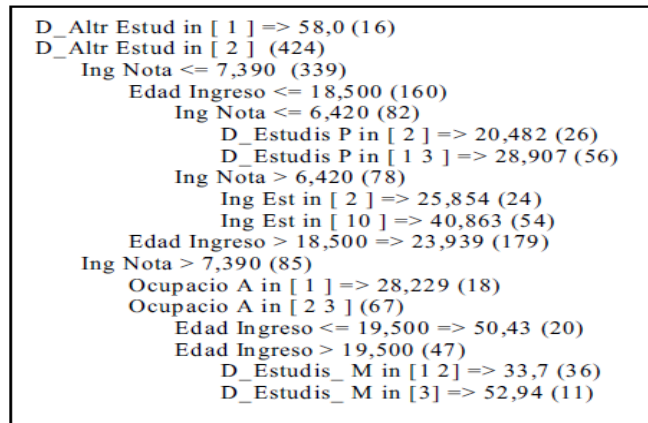 D_Altr Estud in [ 1 ] => 58,0 (16)
D_Altr Estud in [ 2 ] (424)
Ing Nota <= 7,390 (339)
Edad Ingreso <= 18,500 (160)
Ing Nota <= 6,420 (82)
D_Estudis P in [ 2 ] => 20,482 (26)
D_Estudis P in [ 1 3 ] => 28,907 (56)
Ing Nota > 6,420 (78)
Ing Est in [ 2 ] => 25,854 (24)
Ing Est in [ 10 ] => 40,863 (54)
Edad Ingreso > 18,500 => 23,939 (179)
Ing Nota > 7,390 (85)
Ocupacio A in [ 1 ] => 28,229 (18)
Ocupacio A in [ 2 3 ] (67)
Edad Ingreso <= 19,500 => 50,43 (20)
Edad Ingreso > 19,500 (47)
D_Estudis_ M in [1 2] => 33,7 (36)
D_Estudis_ M in [3] => 52,94 (11)